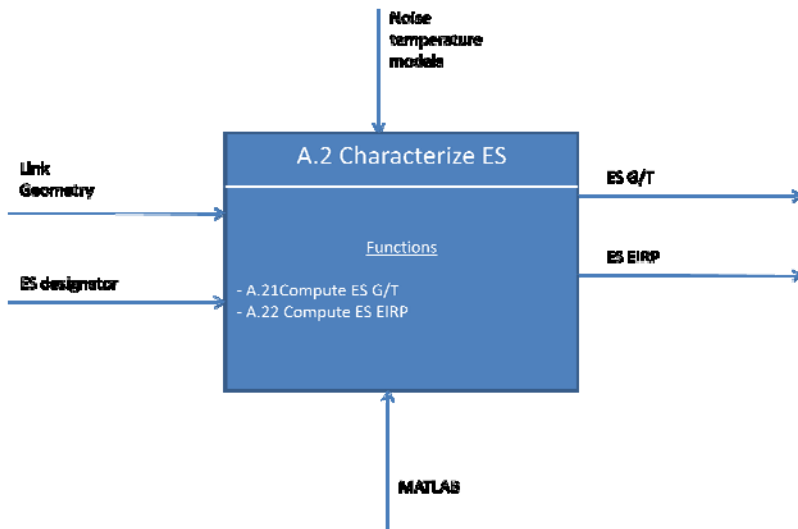 Noise
temperature
models
A.2 Characterize ES
Link
Geometry
ES G/T
Functions
ES EIRP
ES designator
- A.21Compute ES G/T
- A.22 Compute ES EIRP
MATLAB